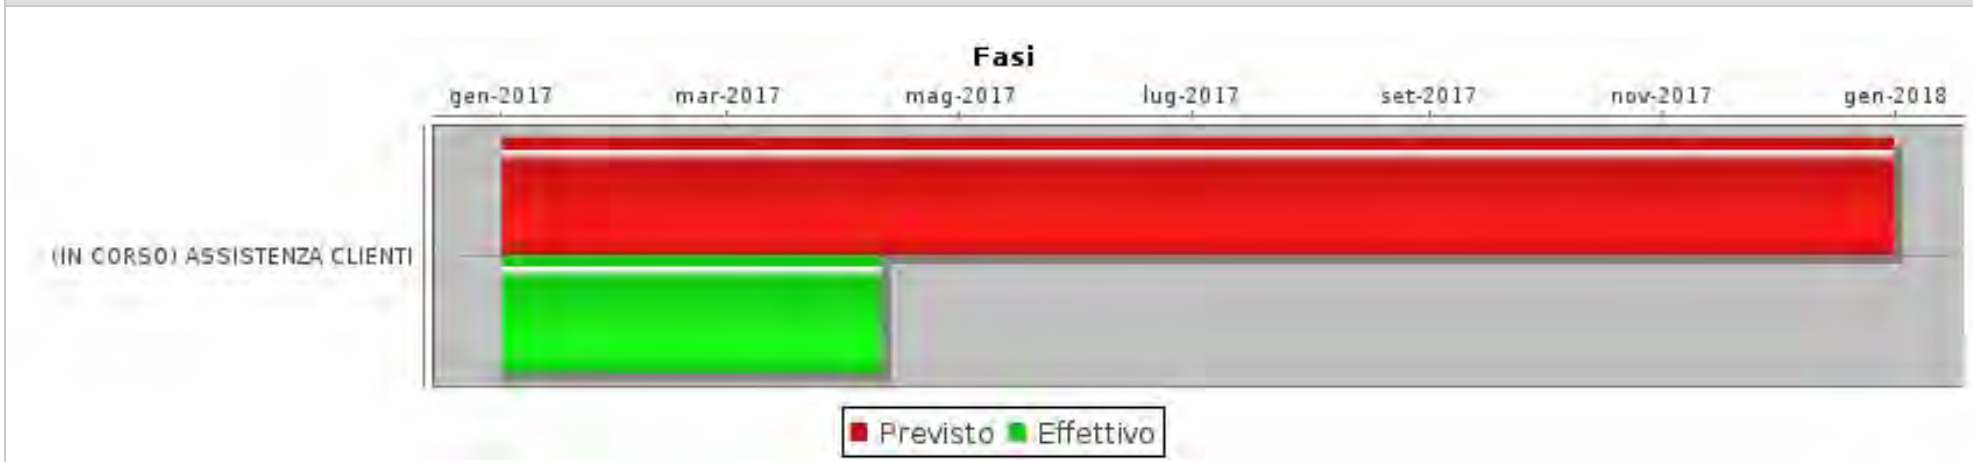 Fasi
gen-2017 mar-2017 mag-2017 lug-2017 set-2017 nov-2017 gen-2018
(IN CORSO) ASSISTENZA CLIENTI
Previsto Effettivo